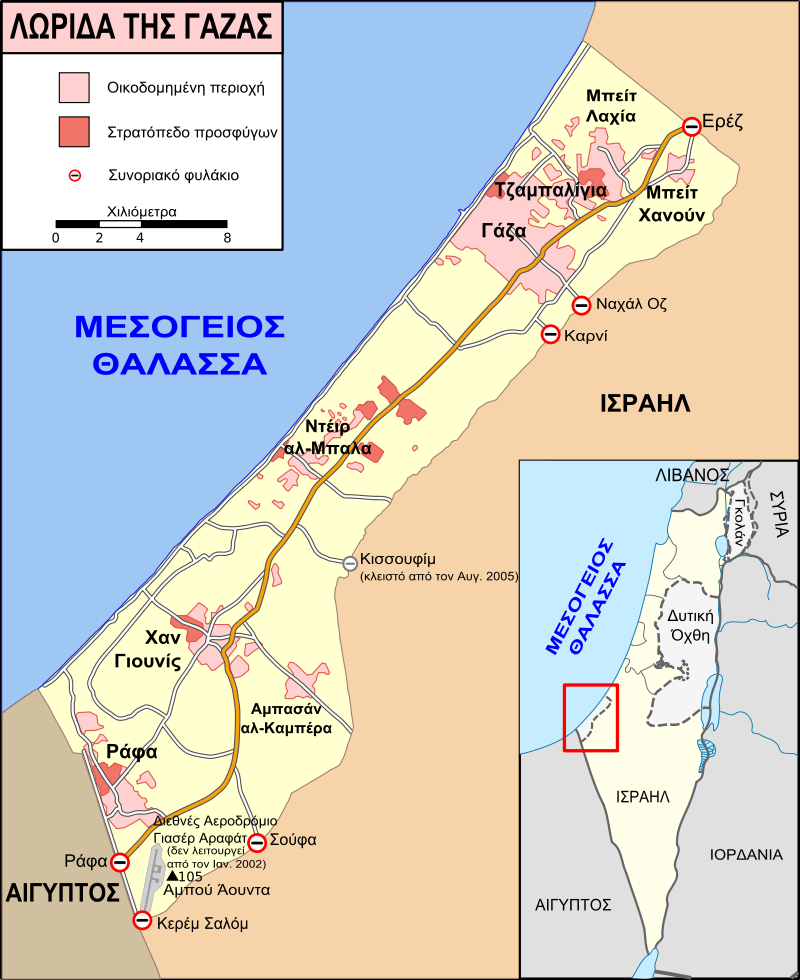 ΛΩΡΙΔΑ ΤΗΣ ΓΑΖΑΣ
Οικοδομημένη περιοχή
Στρατόπεδο προσφύγων
Συνοριακό φυλάκιο
Χιλιόμετρα
0 2 4 8
Μπεϊτ
Λαχία
Ερέζ
Τζαμπαλίγια
Μπεϊτ
Χανούν
Γάζα
Ναχάλ Οζ
Καρνί
ΜΕΣΟΓΕΙΟΣ
ΘΑΛΑΣΣΑ
ΙΣΡΑΗΛ
Ντέιρ
αλ-Μπαλα
Κισσουφίμ
(κλειστό από τον Αυγ. 2005)
Χαν
Γιουνίς
Αμπασάν
αλ-Καμπέρα
Ράφα
Διεθνές Αεροδρόμιο
Γιασέρ Αραφάτ
(δεν λειτουργεί
από τον Ιαν. 2002)
Σούφα
Ράφα
105
Αμπού Άουντα
ΑΙΓΥΠΤΟΣ
Κερέμ Σαλόμ
ΛΙΒΑΝΟΣ
ΣΥΡΙΑ
Γκολάν
ΜΕΣΟΓΕΙΟΣ
ΘΑΛΑΣΣΑ
Δυτική
Όχθη
ΙΣΡΑΗΛ
ΙΟΡΔΑΝΙΑ
ΑΙΓΥΠΤΟΣ